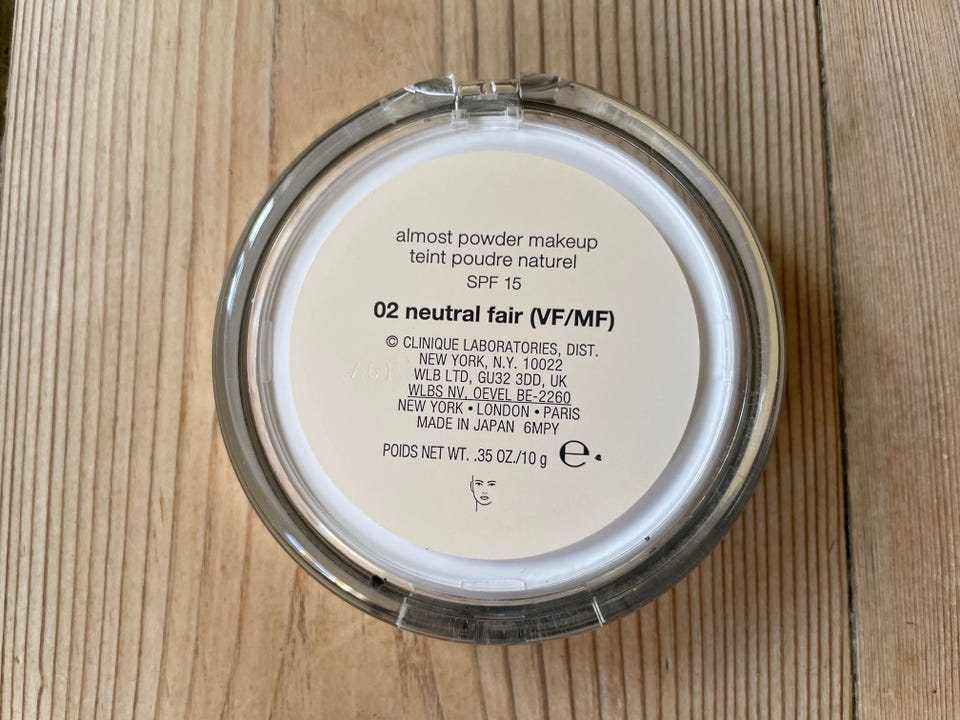 almost powder makeup
teint poudre naturel
SPF 15
02 neutral fair (VF/MF)
© CLINIQUE LABORATORIES, DIST.
NEW YORK, N.Y. 10022
WLB LTD, GU32 3DD, UK
WLBS NV. OEVEL BE-2260
NEW YORK • LONDON • PARIS
MADE IN JAPAN 6MPY
POIDS NET WT. .35 OZ./10 g e